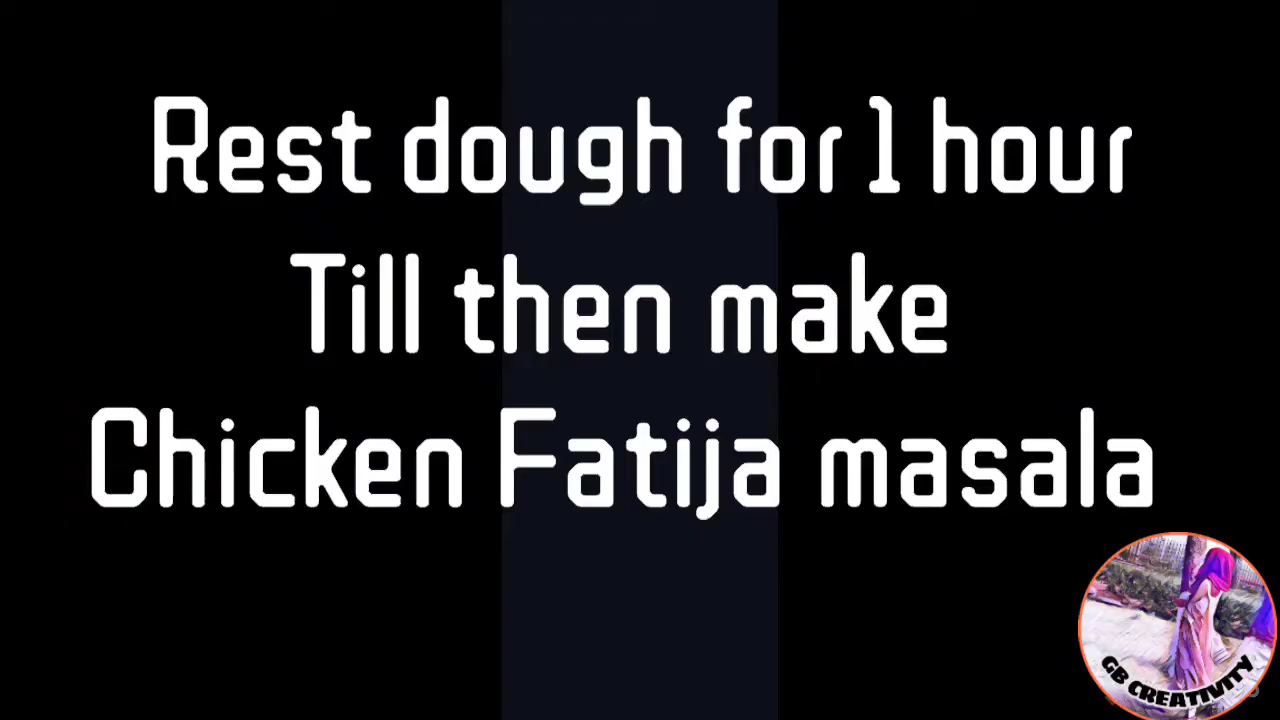 Rest dough for 1 hour
Till then make
Chicken Fatija masala
GB CREATIVITY